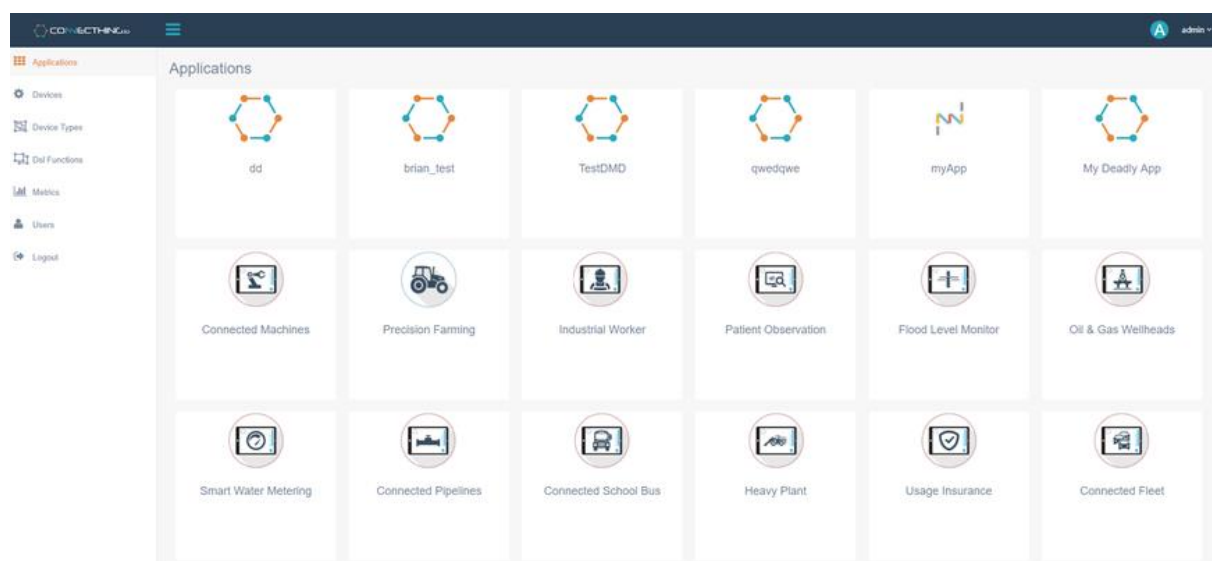 CONNECTHING
admin
Applications
Devices
Device Types
Dsl Functions
Metrics
Users
Logout
Applications
dd
brian_test
TestDMD
qwedqwe
myApp
My Deadly App
Connected Machines
Precision Farming
Industrial Worker
Patient Observation
Flood Level Monitor
Oil & Gas Wellheads
Smart Water Metering
Connected Pipelines
Connected School Bus
Heavy Plant
Usage Insurance
Connected Fleet